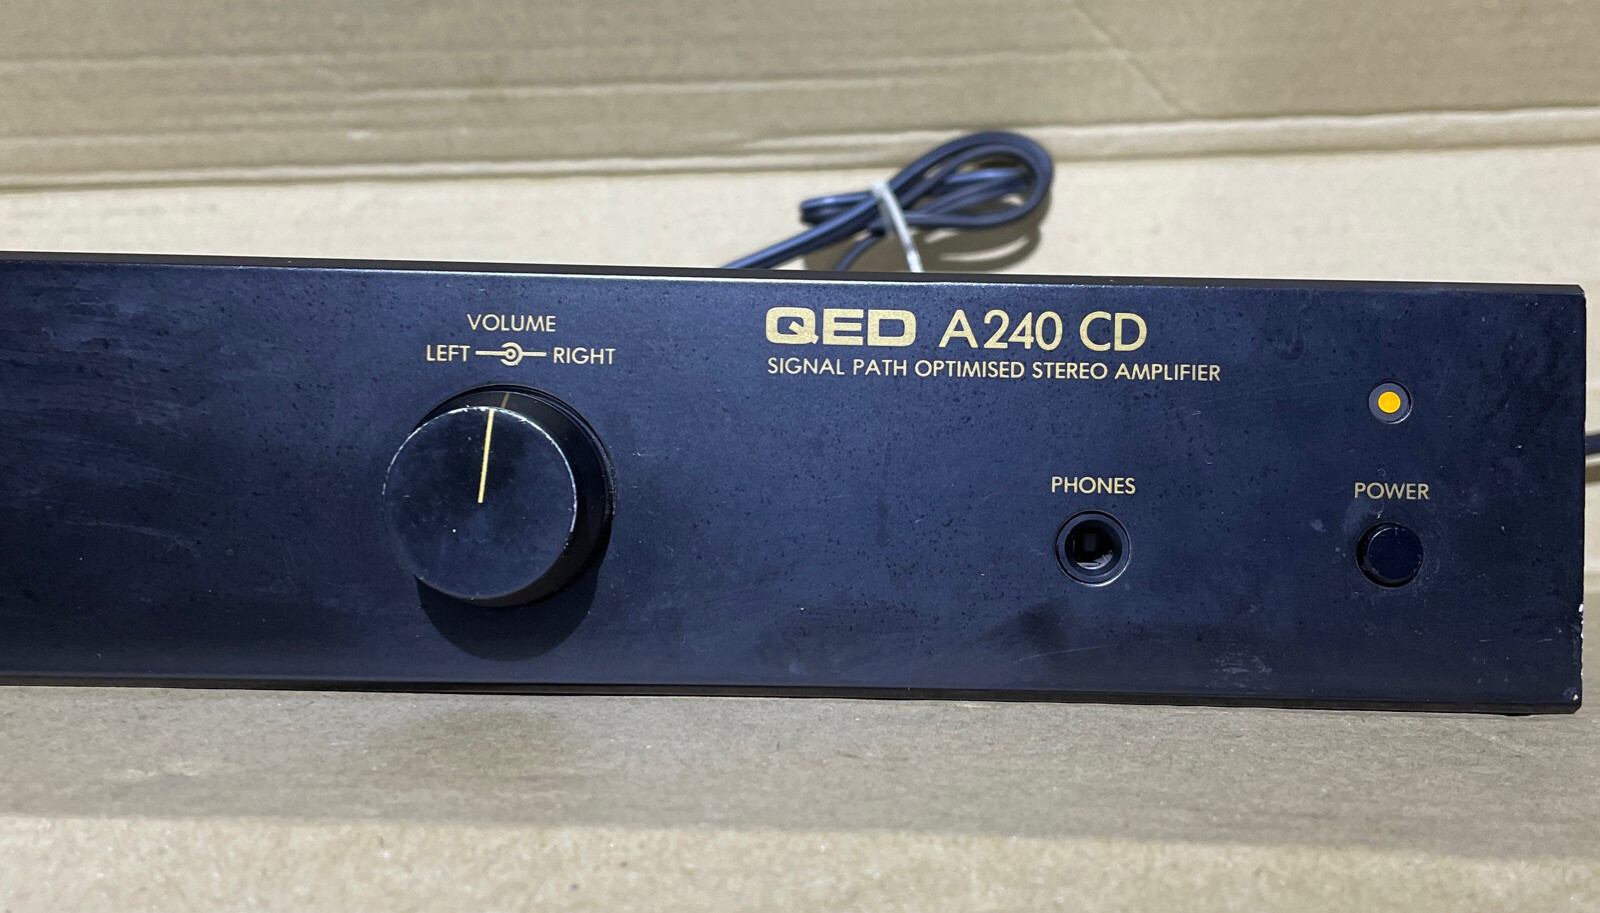 VOLUME
LEFT RIGHT
QED A240 CD
SIGNAL PATH OPTIMISED STEREO AMPLIFIER
PHONES
POWER